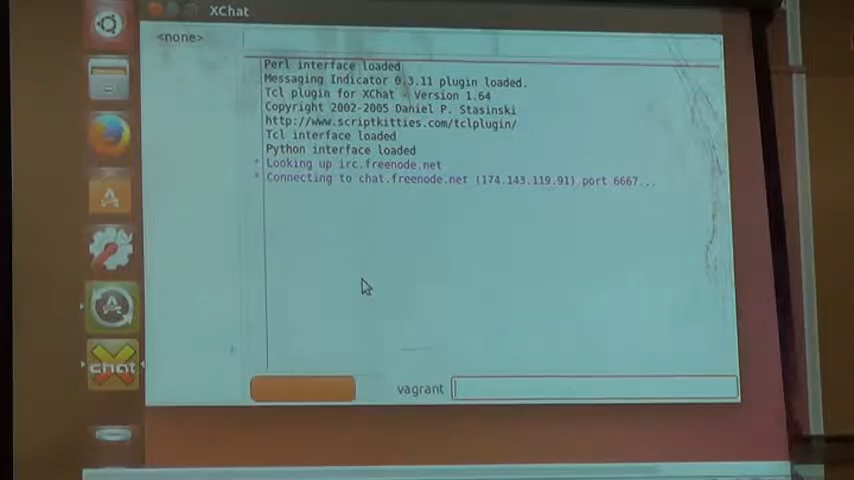 XChat
<none>
Perl interface loaded
Messaging Indicator 0.3.11 plugin loaded.
Tcl plugin for XChat - Version 1.64
Copyright 2002-2005 Daniel P. Stasinski
http://www.scriptkitties.com/tclplugin/
Tcl interface loaded
Python interface loaded
* Looking up irc.freenode.net
* Connecting to chat.freenode.net (174.143.119.91) port 6667...
chat
vagrant